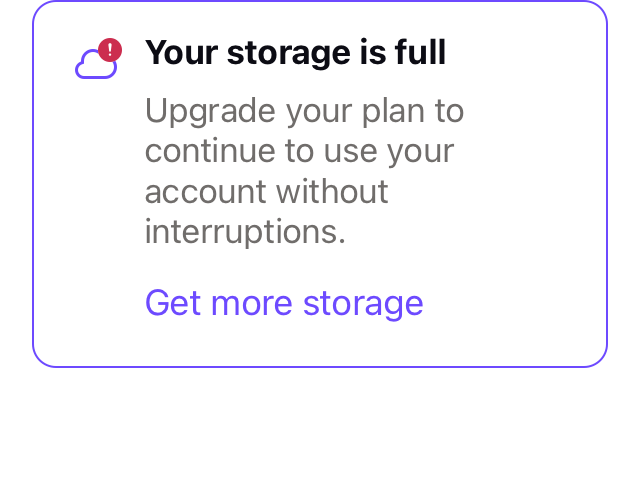 Your storage is full
Upgrade your plan to
continue to use your
account without
interruptions.
Get more storage